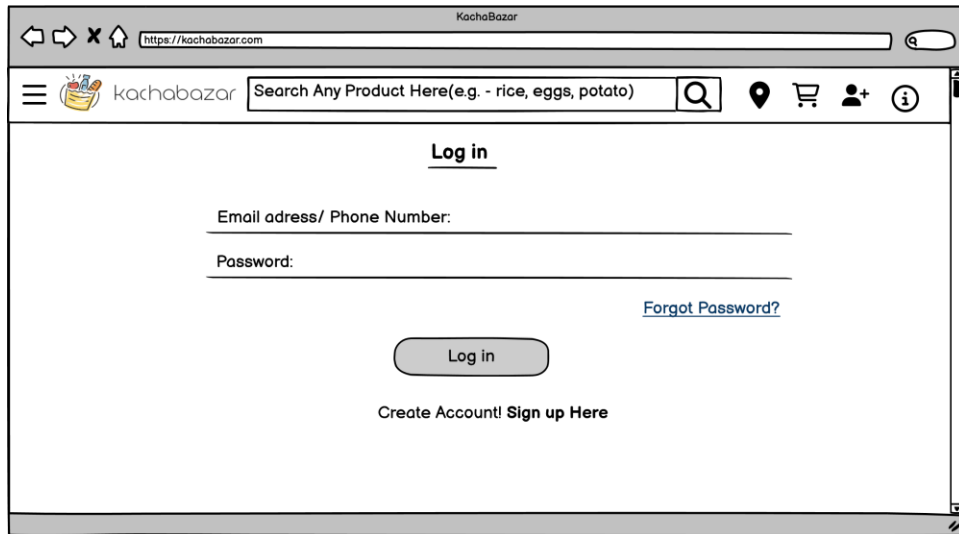 KachaBazar
https://kachabazar.com
kachabazar
Search Any Product Here(e.g. - rice, eggs, potato)
Log in
Email adress/ Phone Number:
Password:
Forgot Password?
Log in
Create Account! Sign up Here